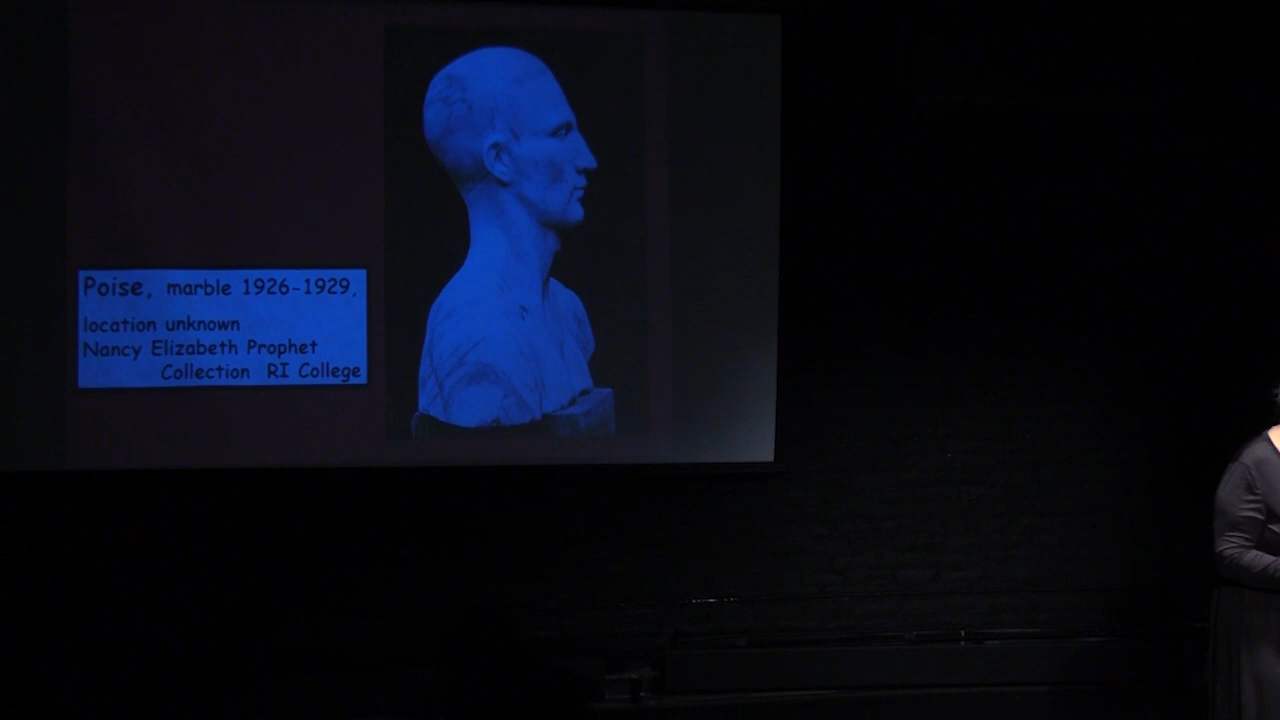 Poise, marble 1926-1929,
location unknown
Nancy Elizabeth Prophet
Collection RI College